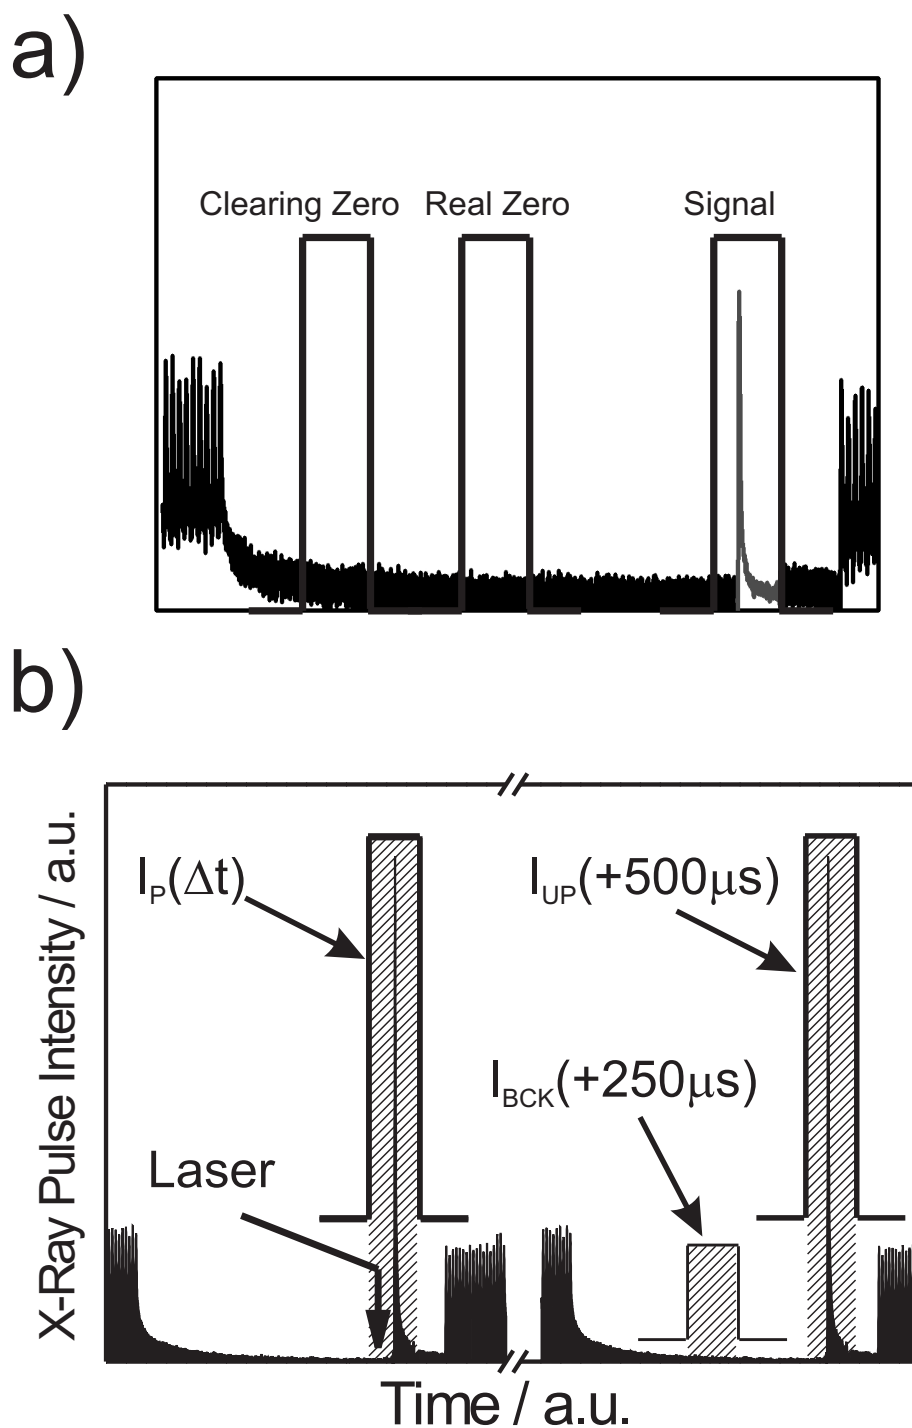 a)
Clearing Zero Real Zero Signal
b)
I_P(Δt)
I_UP(+500μs)
I_BCK(+250μs)
Laser
X-Ray Pulse Intensity / a.u.
Time / a.u.